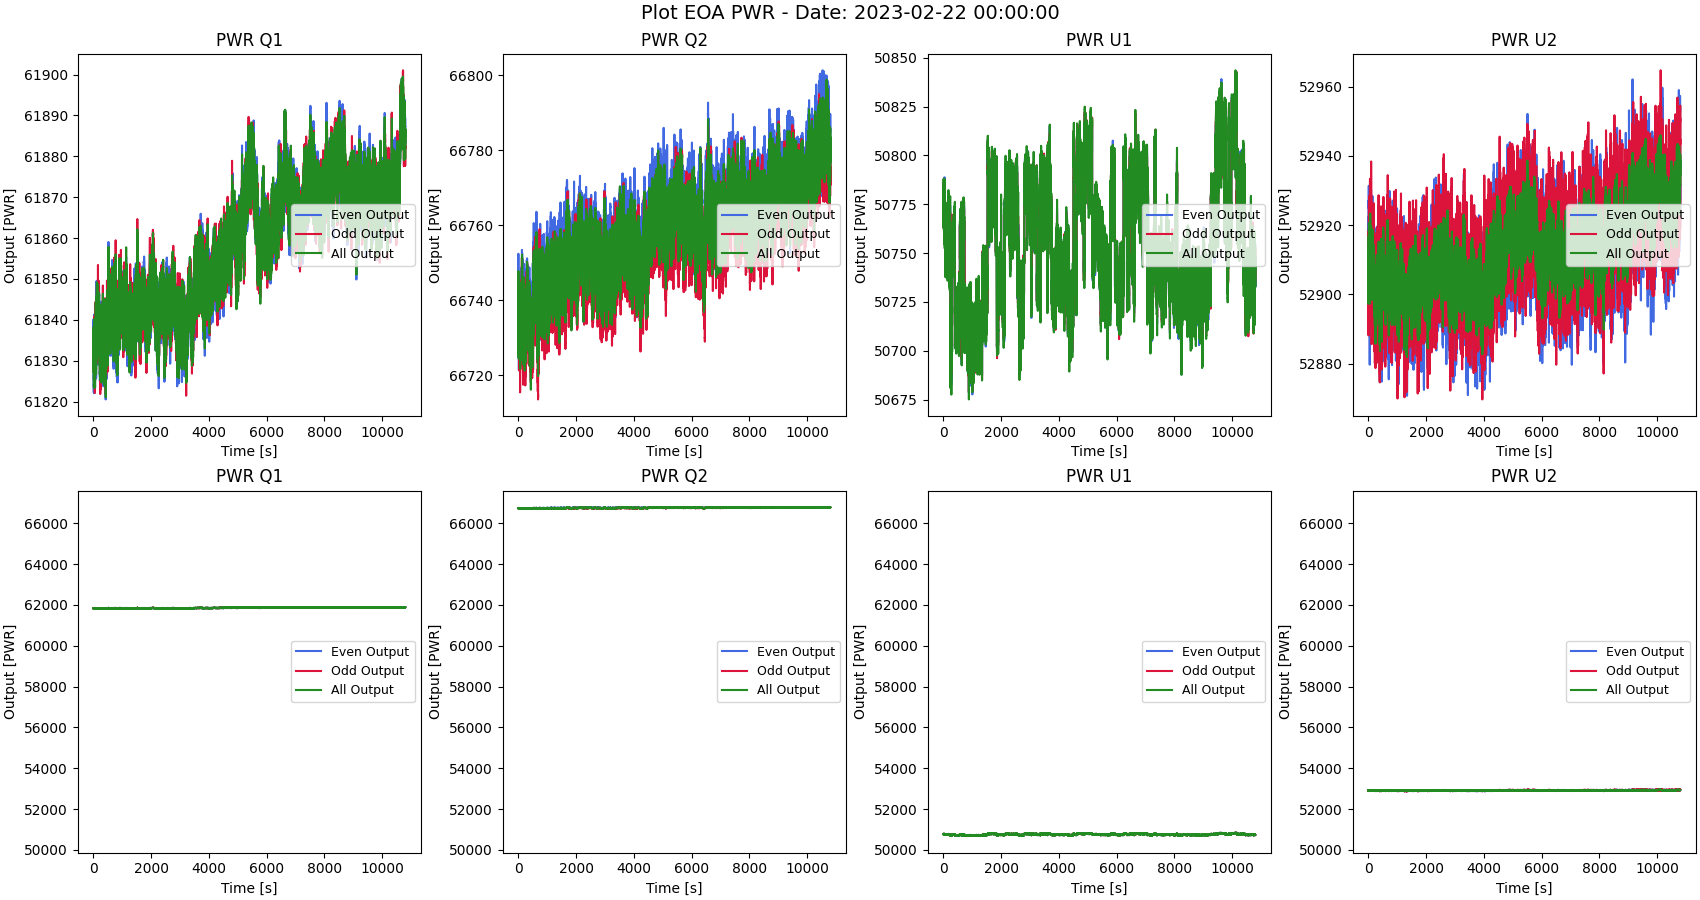 Plot EOA PWR - Date: 2023-02-22 00:00:00
PWR Q1
Output [PWR]
61900
61890
61880
61870
61860
61850
61840
61830
61820
Even Output
Odd Output
All Output
0 2000 4000 6000 8000 10000
Time [s]
PWR Q2
Output [PWR]
66800
66780
66760
66740
66720
Even Output
Odd Output
All Output
0 2000 4000 6000 8000 10000
Time [s]
PWR U1
Output [PWR]
50850
50825
50800
50775
50750
50725
50700
50675
Even Output
Odd Output
All Output
0 2000 4000 6000 8000 10000
Time [s]
PWR U2
Output [PWR]
52960
52940
52920
52900
52880
Even Output
Odd Output
All Output
0 2000 4000 6000 8000 10000
Time [s]
PWR Q1
Output [PWR]
66000
64000
62000
60000
58000
56000
54000
52000
50000
Even Output
Odd Output
All Output
0 2000 4000 6000 8000 10000
Time [s]
PWR Q2
Output [PWR]
66000
64000
62000
60000
58000
56000
54000
52000
50000
Even Output
Odd Output
All Output
0 2000 4000 6000 8000 10000
Time [s]
PWR U1
Output [PWR]
66000
64000
62000
60000
58000
56000
54000
52000
50000
Even Output
Odd Output
All Output
0 2000 4000 6000 8000 10000
Time [s]
PWR U2
Output [PWR]
66000
64000
62000
60000
58000
56000
54000
52000
50000
Even Output
Odd Output
All Output
0 2000 4000 6000 8000 10000
Time [s]